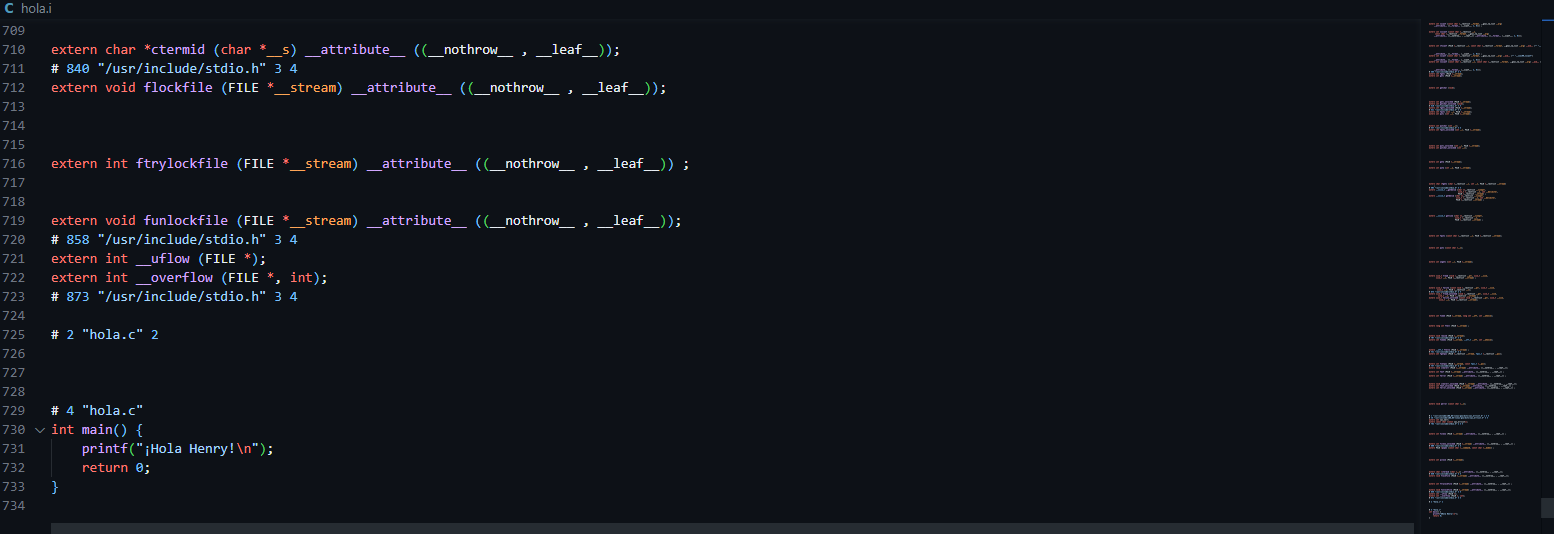 C hola.i
709
710 extern char *ctermid (char *__s) __attribute__ ((__nothrow__ , __leaf__));
711 # 840 "/usr/include/stdio.h" 3 4
712 extern void flockfile (FILE *__stream) __attribute__ ((__nothrow__ , __leaf__));
713
714
715
716 extern int ftrylockfile (FILE *__stream) __attribute__ ((__nothrow__ , __leaf__)) ;
717
718
719 extern void funlockfile (FILE *__stream) __attribute__ ((__nothrow__ , __leaf__));
720 # 858 "/usr/include/stdio.h" 3 4
721 extern int __uflow (FILE *);
722 extern int __overflow (FILE *, int);
723 # 873 "/usr/include/stdio.h" 3 4
724
725 # 2 "hola.c" 2
726
727
728
729 # 4 "hola.c"
730 int main() {
731     printf("¡Hola Henry!\n");
732     return 0;
733 }
734